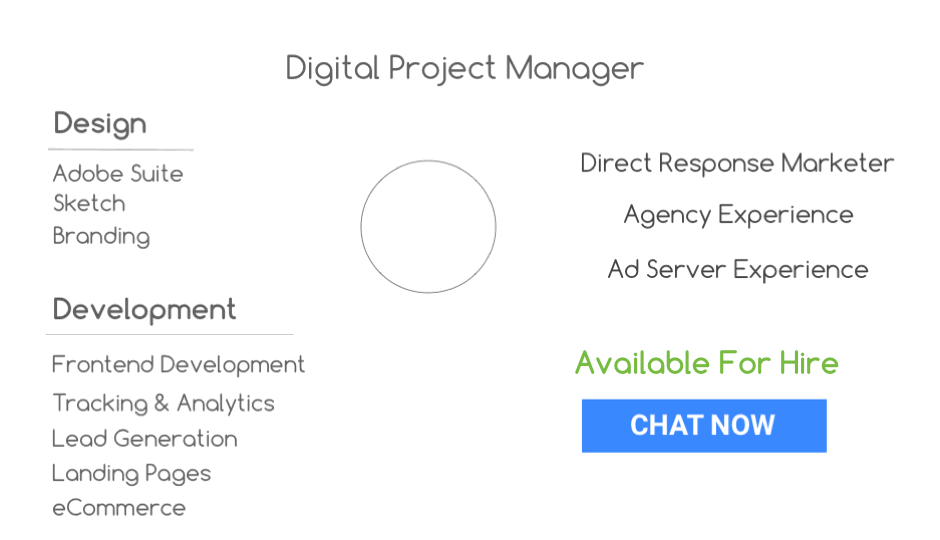 Digital Project Manager
Design
Adobe Suite
Sketch
Branding
Development
Frontend Development
Tracking & Analytics
Lead Generation
Landing Pages
eCommerce
Direct Response Marketer
Agency Experience
Ad Server Experience
Available For Hire
CHAT NOW